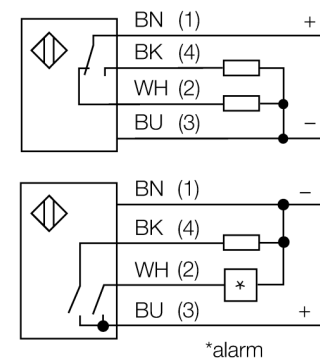 BN (1) +
BK (4)
WH (2)
BU (3) –
BN (1) –
BK (4)
WH (2)
*
BU (3) +
*alarm